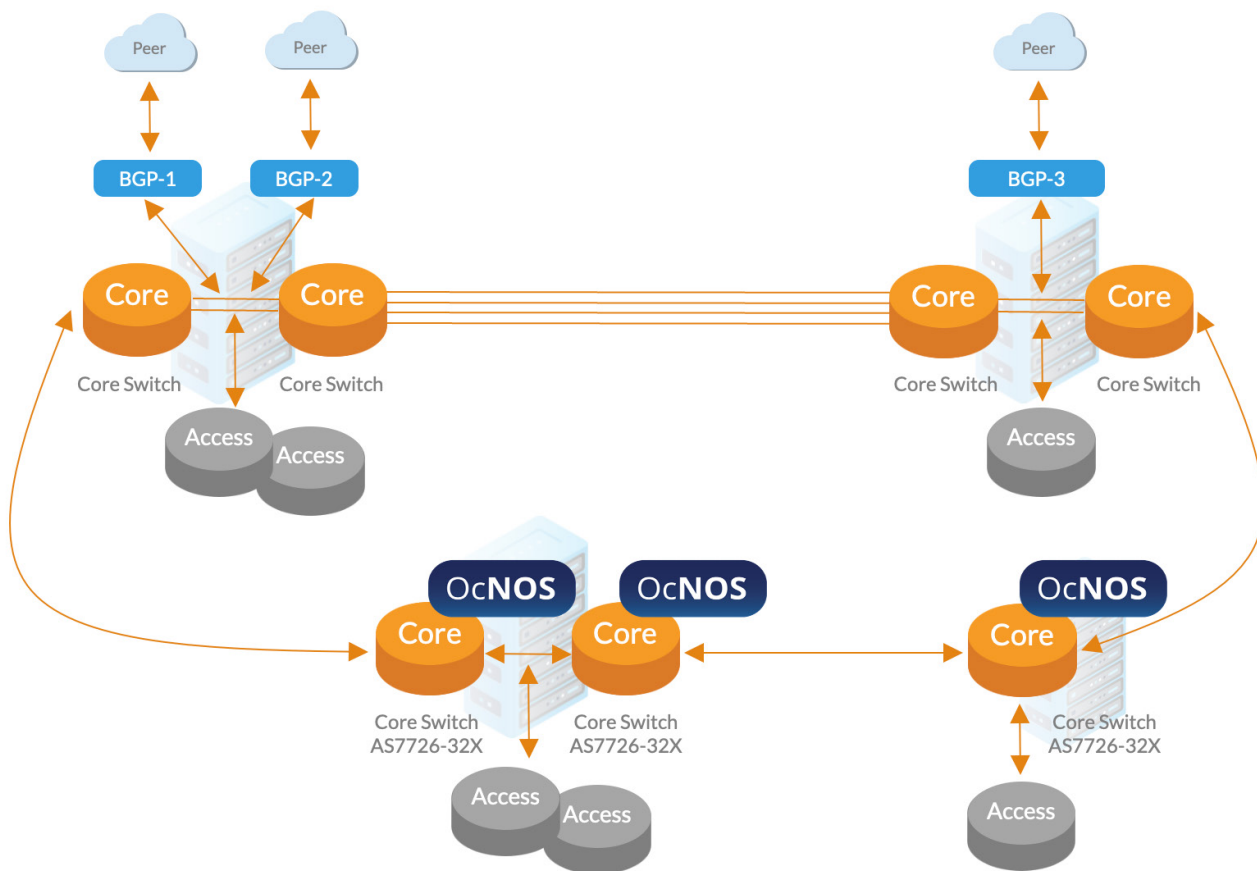 Peer
Peer
Peer
BGP-1
BGP-2
BGP-3
Core
Core
Core
Core
Core Switch
Core Switch
Core Switch
Core Switch
Access
Access
Access
OcNOS
OcNOS
OcNOS
Core
Core
Core
Core Switch
AS7726-32X
Core Switch
AS7726-32X
Core Switch
AS7726-32X
Access
Access
Access